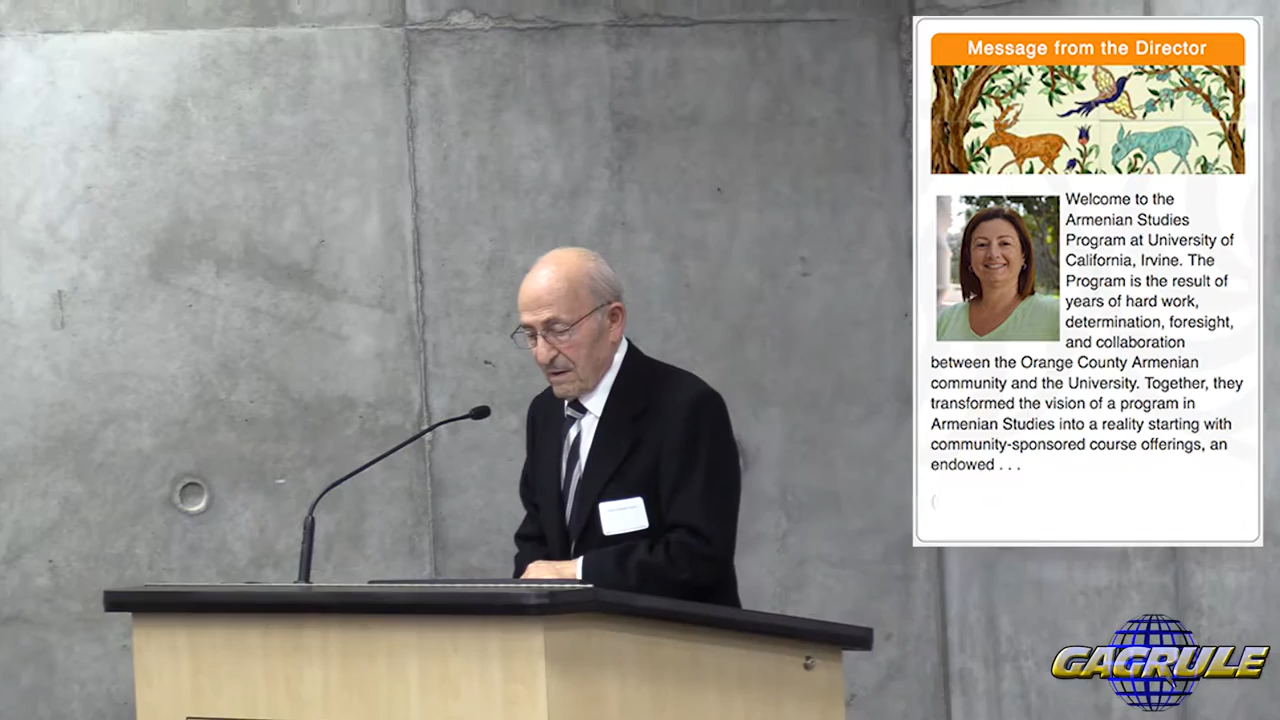 Message from the Director
Welcome to the
Armenian Studies
Program at University of
California, Irvine. The
Program is the result of
years of hard work,
determination, foresight,
and collaboration
between the Orange County Armenian
community and the University. Together, they
transformed the vision of a program in
Armenian Studies into a reality starting with
community-sponsored course offerings, an
endowed . . .
GAGRULE